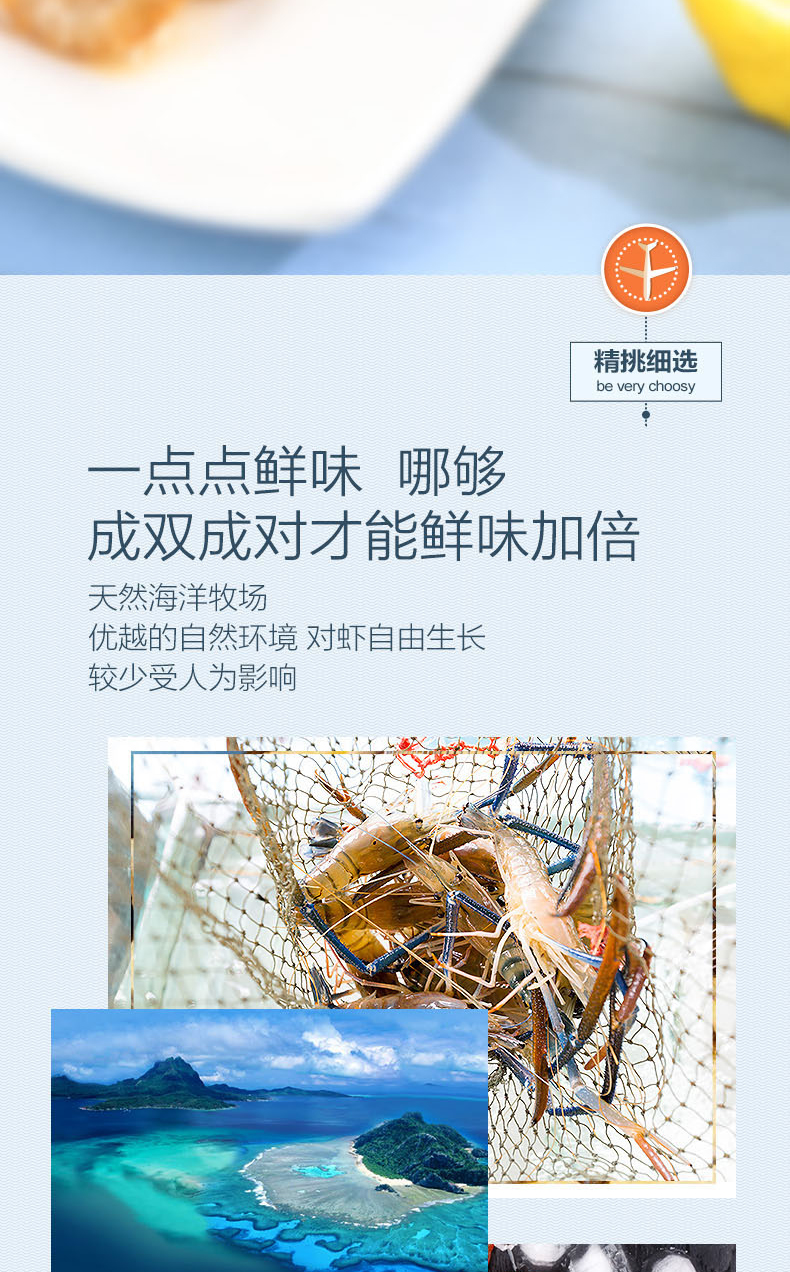 精挑细选
be very choosy
一点点鲜味 哪够
成双成对才能鲜味加倍
天然海洋牧场
优越的自然环境 对虾自由生长
较少受人为影响